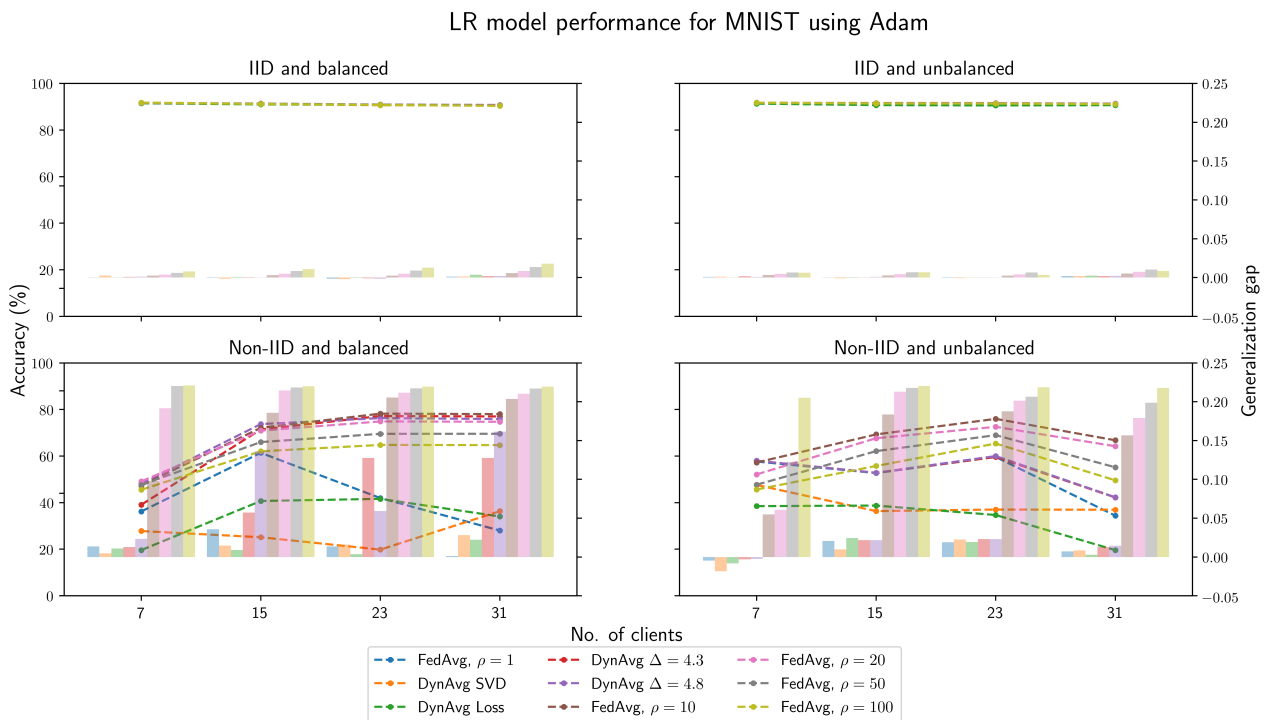 LR model performance for MNIST using Adam
IID and balanced
IID and unbalanced
100
80
60
40
20
0
0.25
0.20
0.15
0.10
0.05
0.00
−0.05
Accuracy (%)
Generalization gap
Non-IID and balanced
Non-IID and unbalanced
100
80
60
40
20
0
0.25
0.20
0.15
0.10
0.05
0.00
−0.05
7 15 23 31
7 15 23 31
No. of clients
FedAvg, ρ = 1
DynAvg SVD
DynAvg Loss
DynAvg Δ = 4.3
DynAvg Δ = 4.8
FedAvg, ρ = 10
FedAvg, ρ = 20
FedAvg, ρ = 50
FedAvg, ρ = 100